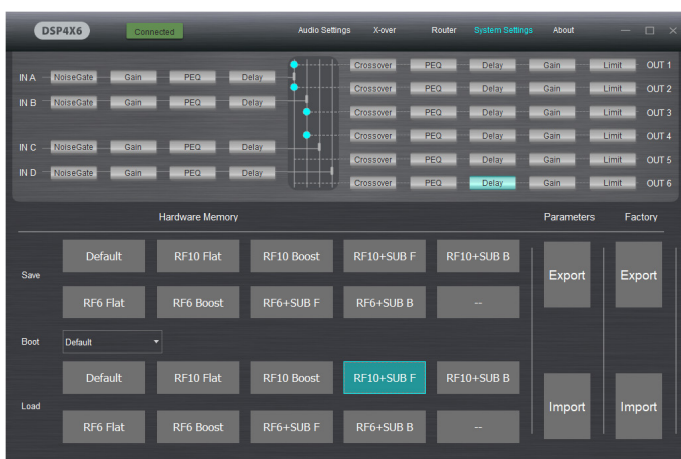 DSP4X6 Connected Audio Settings X-over Router System Settings About
Crossover PEQ Delay Gain Limit OUT 1
IN A NoiseGate Gain PEQ Delay
Crossover PEQ Delay Gain Limit OUT 2
IN B NoiseGate Gain PEQ Delay
Crossover PEQ Delay Gain Limit OUT 3
Crossover PEQ Delay Gain Limit OUT 4
IN C NoiseGate Gain PEQ Delay
Crossover PEQ Delay Gain Limit OUT 5
IN D NoiseGate Gain PEQ Delay
Crossover PEQ Delay Gain Limit OUT 6
Hardware Memory Parameters Factory
Default RF10 Flat RF10 Boost RF10+SUB F RF10+SUB B
Save Export Export
RF6 Flat RF6 Boost RF6+SUB F RF6+SUB B --
Boot Default
Default RF10 Flat RF10 Boost RF10+SUB F RF10+SUB B
Load Import Import
RF6 Flat RF6 Boost RF6+SUB F RF6+SUB B --